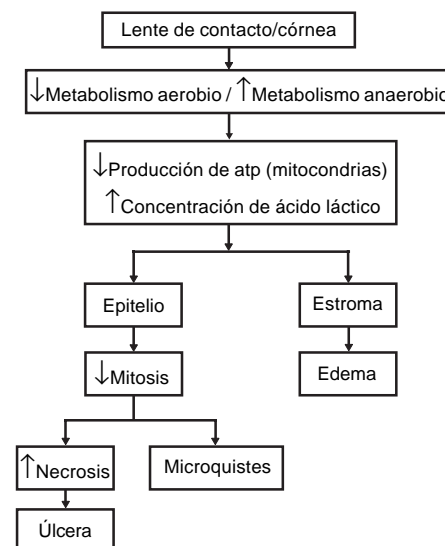 Lente de contacto/córnea
↓Metabolismo aerobio / ↑Metabolismo anaerobio
↓Producción de atp (mitocondrias)
↑Concentración de ácido láctico
Epitelio
Estroma
↓Mitosis
Edema
↑Necrosis
Microquistes
Úlcera